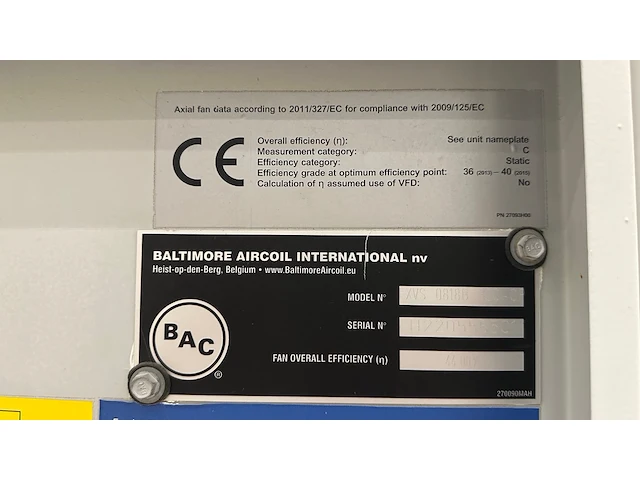 Axial fan data according to 2011/327/EC for compliance with 2009/125/EC
CE
Overall efficiency (η): See unit nameplate
Measurement category: C
Efficiency category: Static
Efficiency grade at optimum efficiency point: 36 (2013) – 40 (2015)
Calculation of η assumed use of VFD: No
PN 270093H00
BALTIMORE AIRCOIL INTERNATIONAL nv
Heist-op-den-Berg, Belgium • www.BaltimoreAircoil.eu
MODEL N°
SERIAL N°
FAN OVERALL EFFICIENCY (η)
BAC
®
270090MAH
BAC